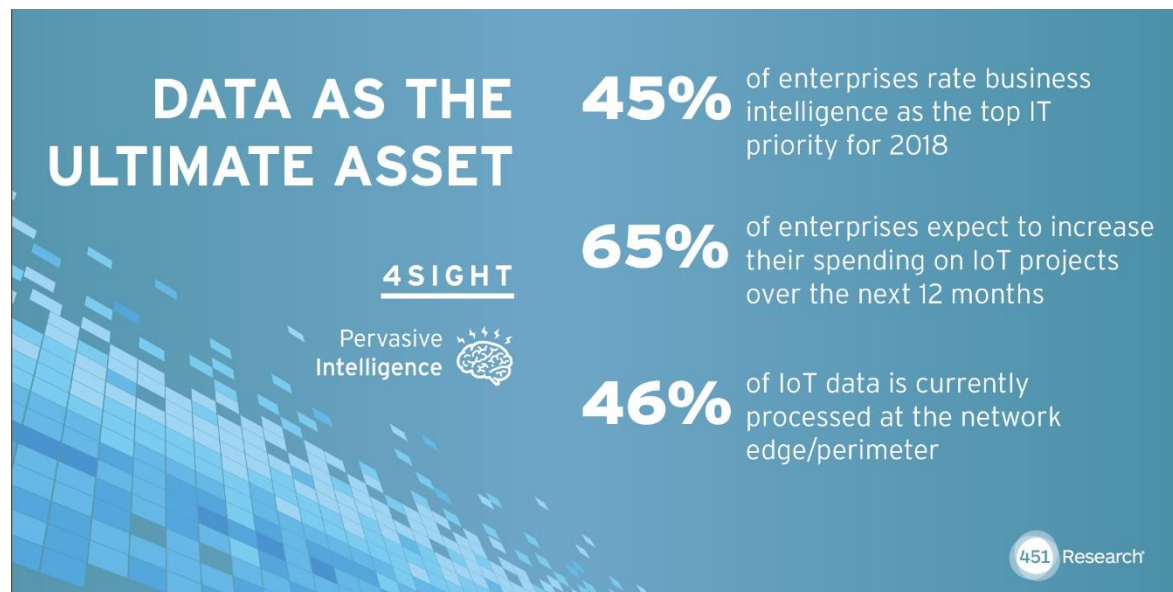 DATA AS THE
ULTIMATE ASSET
4SIGHT
Pervasive
Intelligence
45%
of enterprises rate business
intelligence as the top IT
priority for 2018
65%
of enterprises expect to increase
their spending on IoT projects
over the next 12 months
46%
of IoT data is currently
processed at the network
edge/perimeter
451 Research